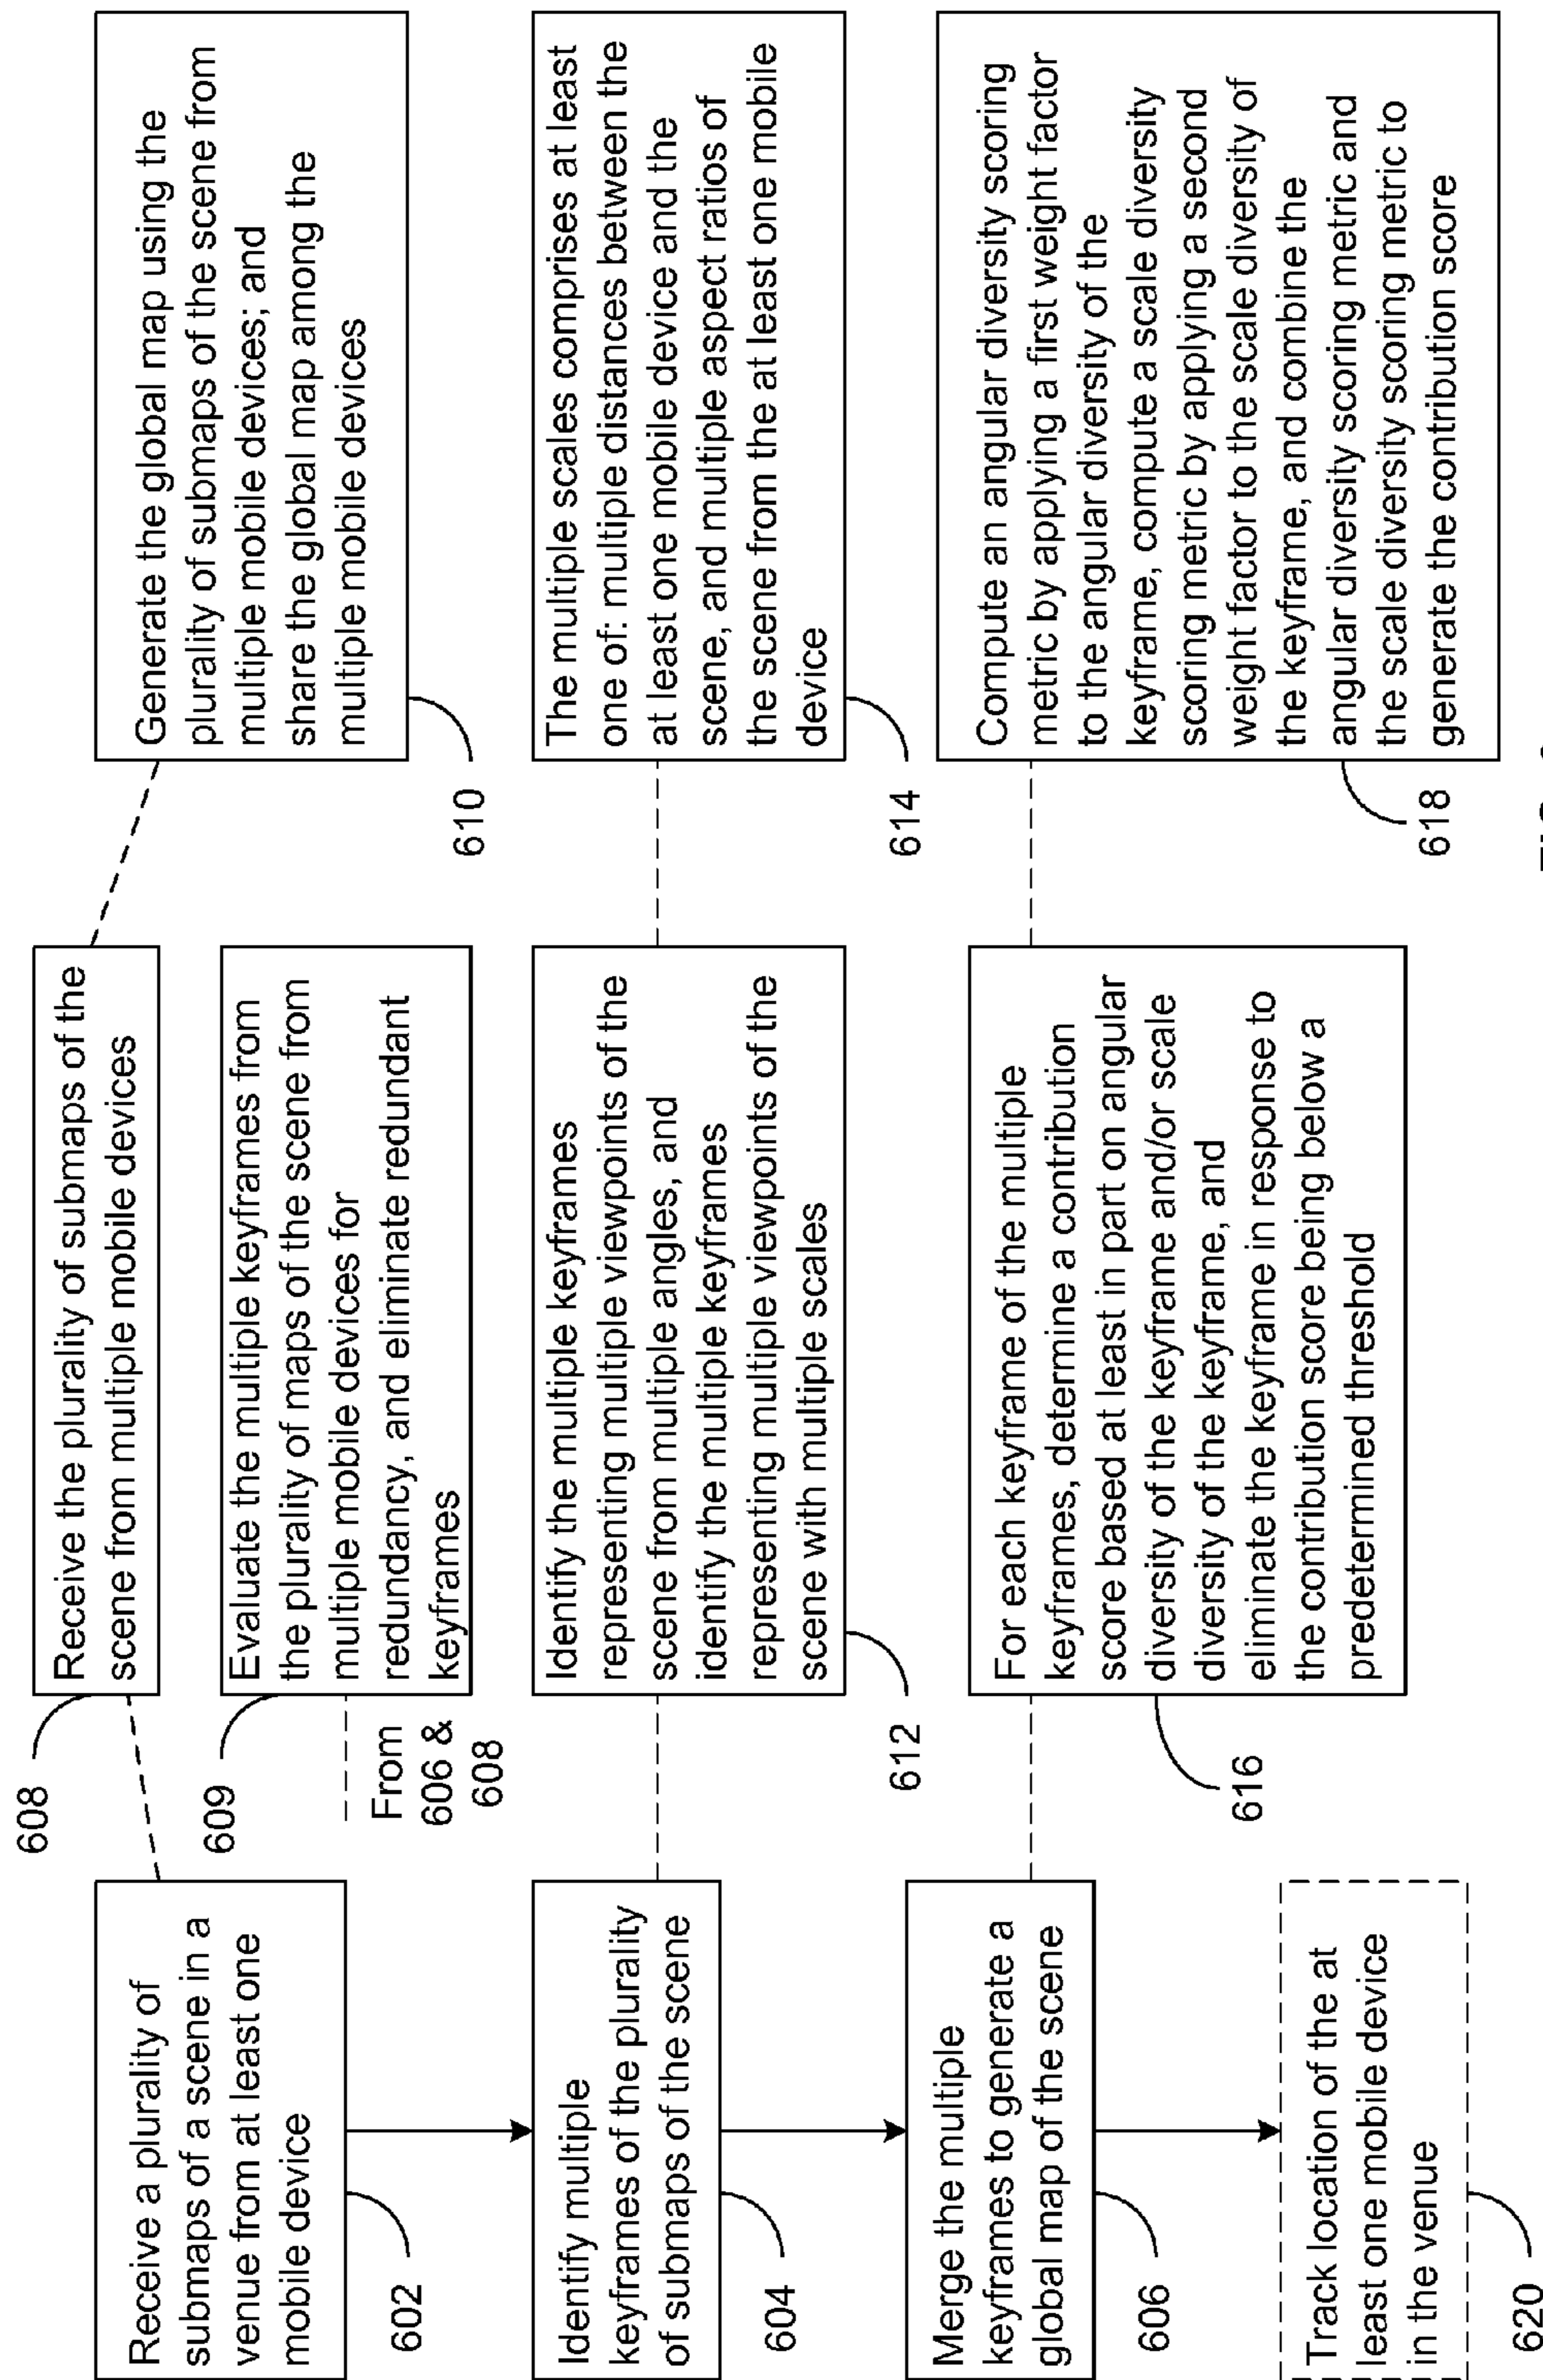 Receive a plurality of
submaps of a scene in a
venue from at least one
mobile device
602
Identify multiple
keyframes of the plurality
of submaps of the scene
604
Merge the multiple
keyframes to generate a
global map of the scene
606
Track location of the at
least one mobile device
in the venue
620
608
Receive the plurality of submaps of the
scene from multiple mobile devices
609
Evaluate the multiple keyframes from
the plurality of maps of the scene from
multiple mobile devices for
redundancy, and eliminate redundant
keyframes
From
606 &
608
Identify the multiple keyframes
representing multiple viewpoints of the
scene from multiple angles, and
identify the multiple keyframes
representing multiple viewpoints of the
scene with multiple scales
612
For each keyframe of the multiple
keyframes, determine a contribution
score based at least in part on angular
diversity of the keyframe and/or scale
diversity of the keyframe, and
eliminate the keyframe in response to
the contribution score being below a
predetermined threshold
616
Generate the global map using the
plurality of submaps of the scene from
multiple mobile devices; and
share the global map among the
multiple mobile devices
610
The multiple scales comprises at least
one of: multiple distances between the
at least one mobile device and the
scene, and multiple aspect ratios of
the scene from the at least one mobile
device
614
Compute an angular diversity scoring
metric by applying a first weight factor
to the angular diversity of the
keyframe, compute a scale diversity
scoring metric by applying a second
weight factor to the scale diversity of
the keyframe, and combine the
angular diversity scoring metric and
the scale diversity scoring metric to
generate the contribution score
618